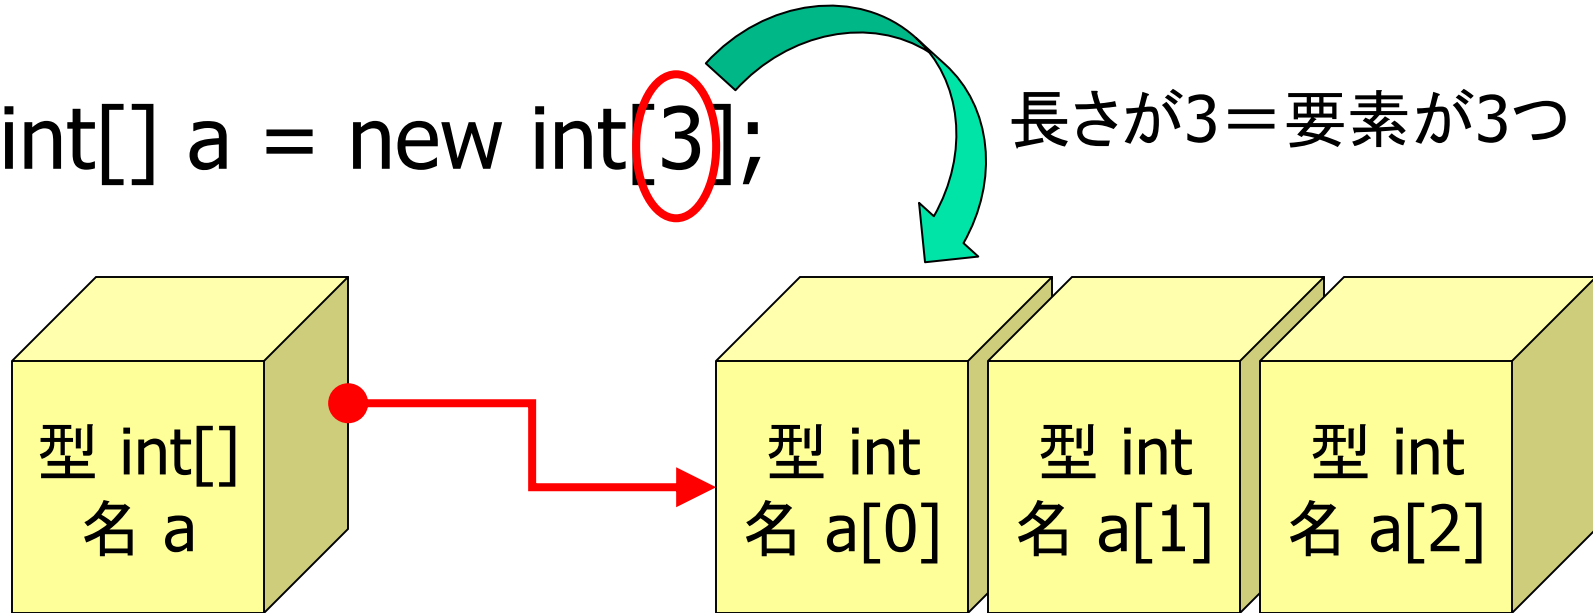 int[] a = new int[3];
長さが3＝要素が3つ
型 int[]
名 a
型 int
名 a[0]
型 int
名 a[1]
型 int
名 a[2]